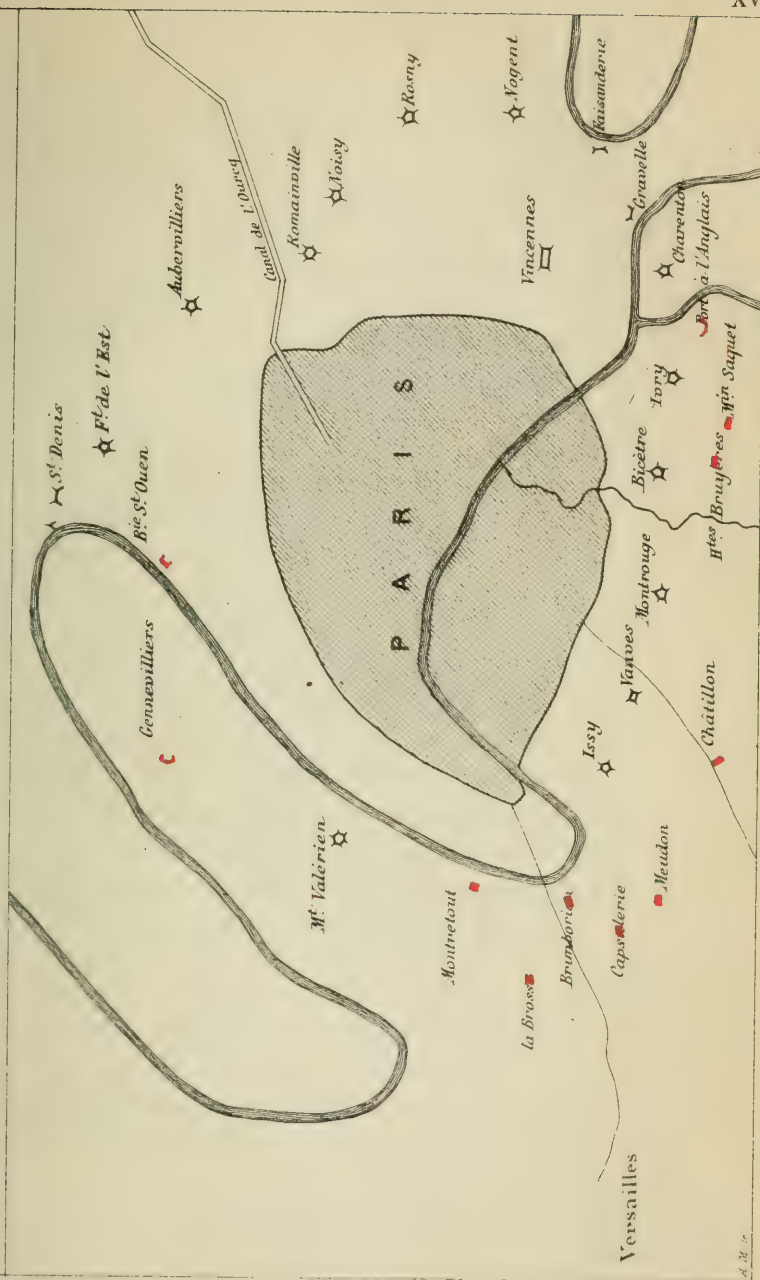 XV
St. Denis
Ft. de l'Est
Bie St. Ouen
Aubervilliers
Canal de l'Ourcq
Romainville
Noisy
Rosny
Nogent
Faisanderie
Gravelle
Vincennes
Charenton
Port à l'Anglais
Gennevilliers
PARIS
Mt. Valérien
Ivry
Min Saquet
Bicètre
Htes Bruyères
Montrouge
Vanves
Issy
Châtillon
Montretout
Brimborion
Capsulerie
Meudon
la Brosse
Versailles